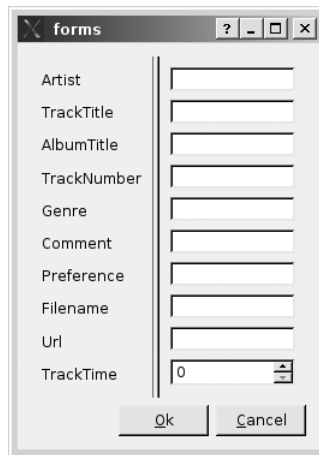 forms
Artist
TrackTitle
AlbumTitle
TrackNumber
Genre
Comment
Preference
Filename
Url
TrackTime 0
Ok Cancel